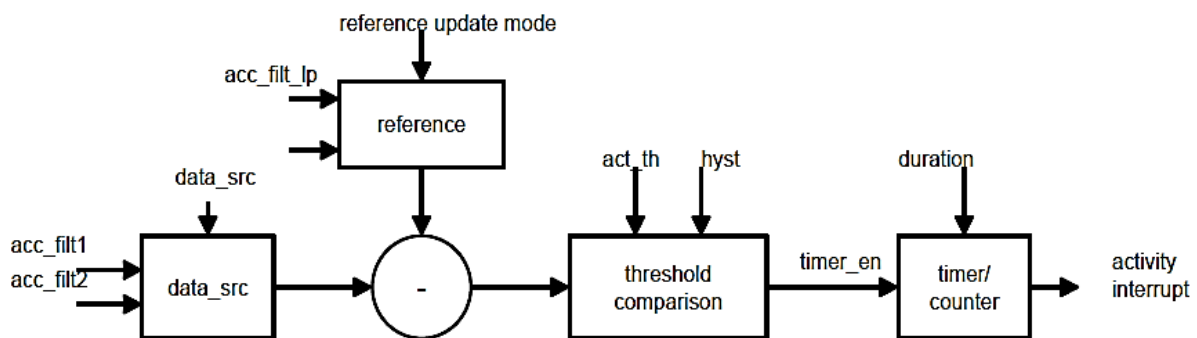 reference update mode
acc_filt_lp
reference
act_th
hyst
duration
data_src
acc_filt1
acc_filt2
data_src
-
threshold
comparison
timer_en
timer/
counter
activity
interrupt